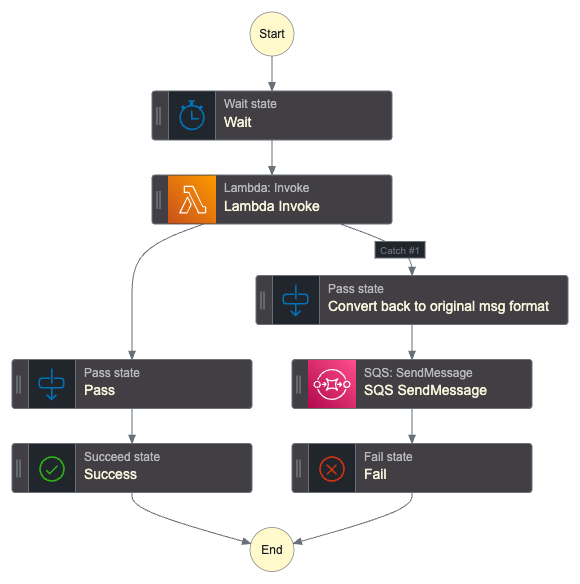 Start
Wait state
Wait
Lambda: Invoke
Lambda Invoke
Catch #1
Pass state
Convert back to original msg format
Pass state
Pass
SQS: SendMessage
SQS SendMessage
Succeed state
Success
Fail state
Fail
End